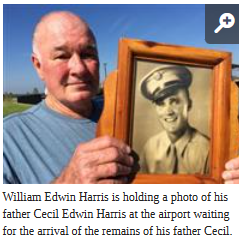 William Edwin Harris is holding a photo of his
father Cecil Edwin Harris at the airport waiting
for the arrival of the remains of his father Cecil.